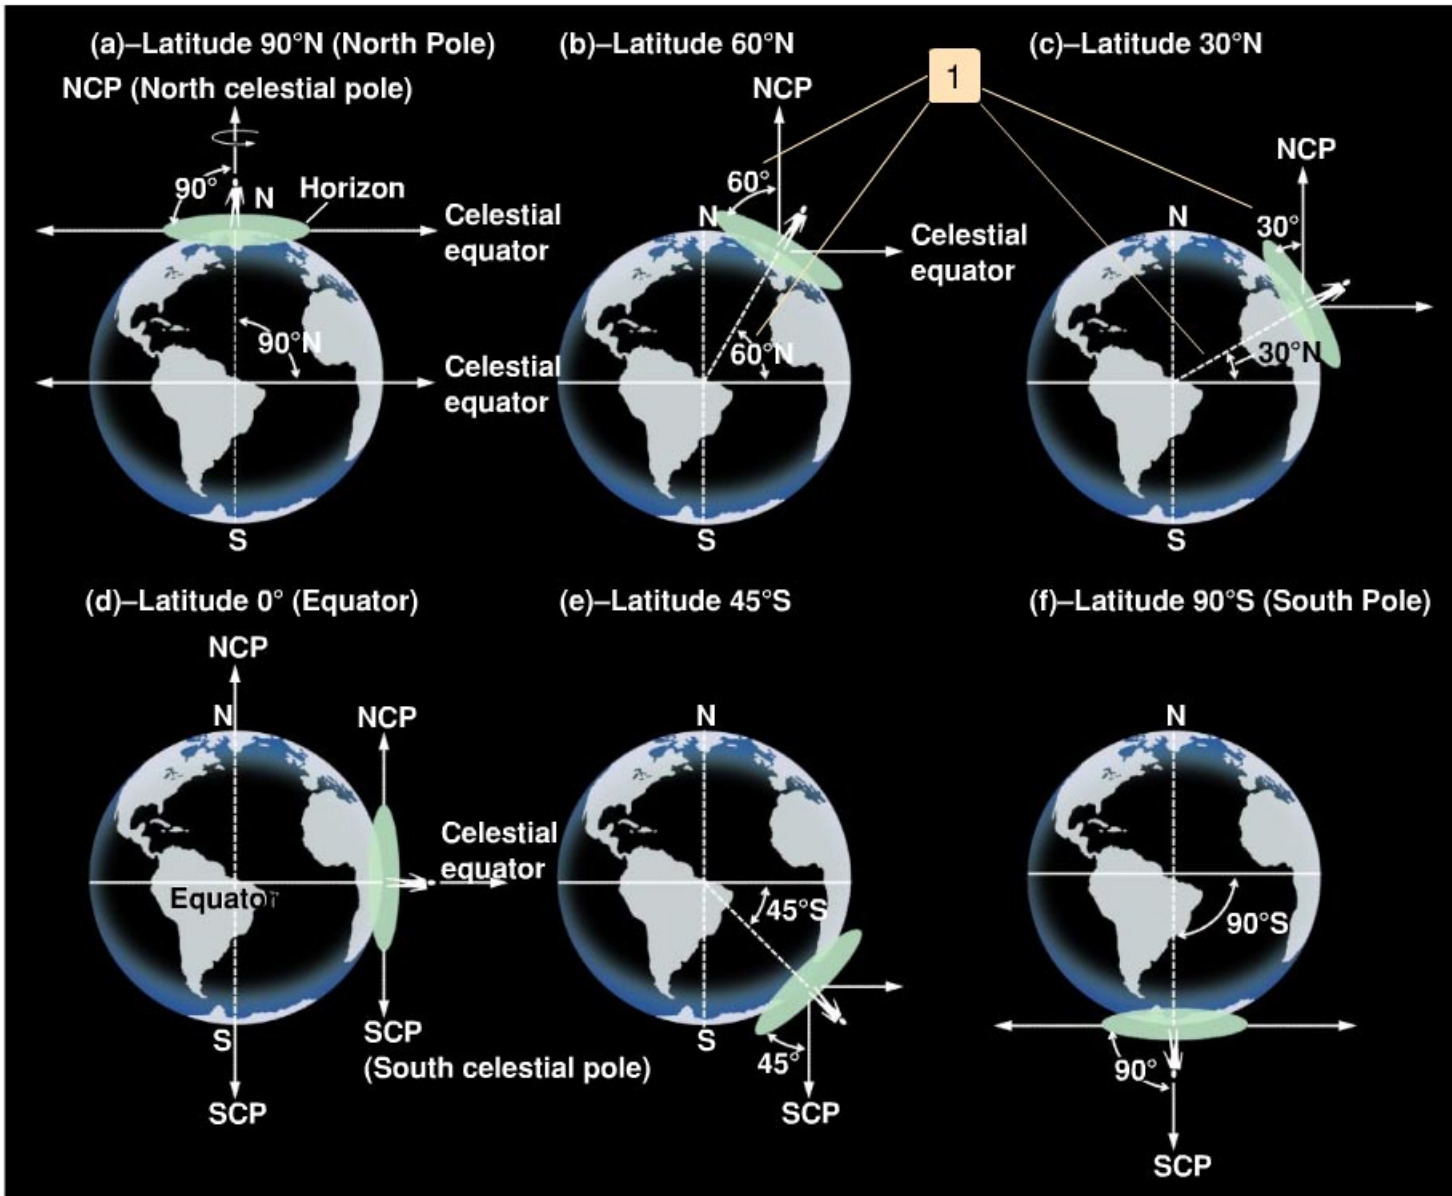 (a)–Latitude 90°N (North Pole)
NCP (North celestial pole)
90°
N
Horizon
Celestial
equator
90°N
Celestial
equator
S
(b)–Latitude 60°N
1
NCP
60°
N
Celestial
equator
60°N
S
(c)–Latitude 30°N
NCP
N
30°
30°N
S
(d)–Latitude 0° (Equator)
NCP
N
NCP
Celestial
equator
Equator
S
SCP
(South celestial pole)
SCP
(e)–Latitude 45°S
N
45°S
S
45°
SCP
(f)–Latitude 90°S (South Pole)
N
90°S
90°
SCP